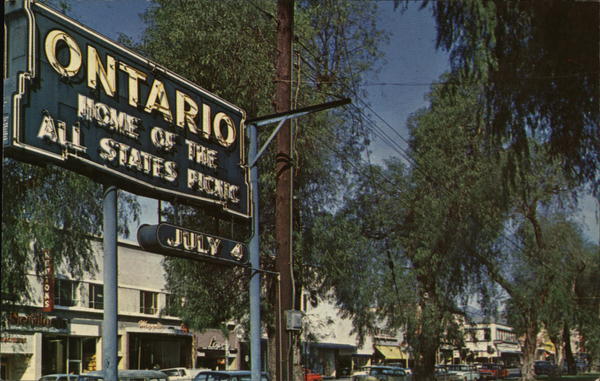 ONTARIO
HOME OF THE
ALL STATES PICNIC
JULY 4